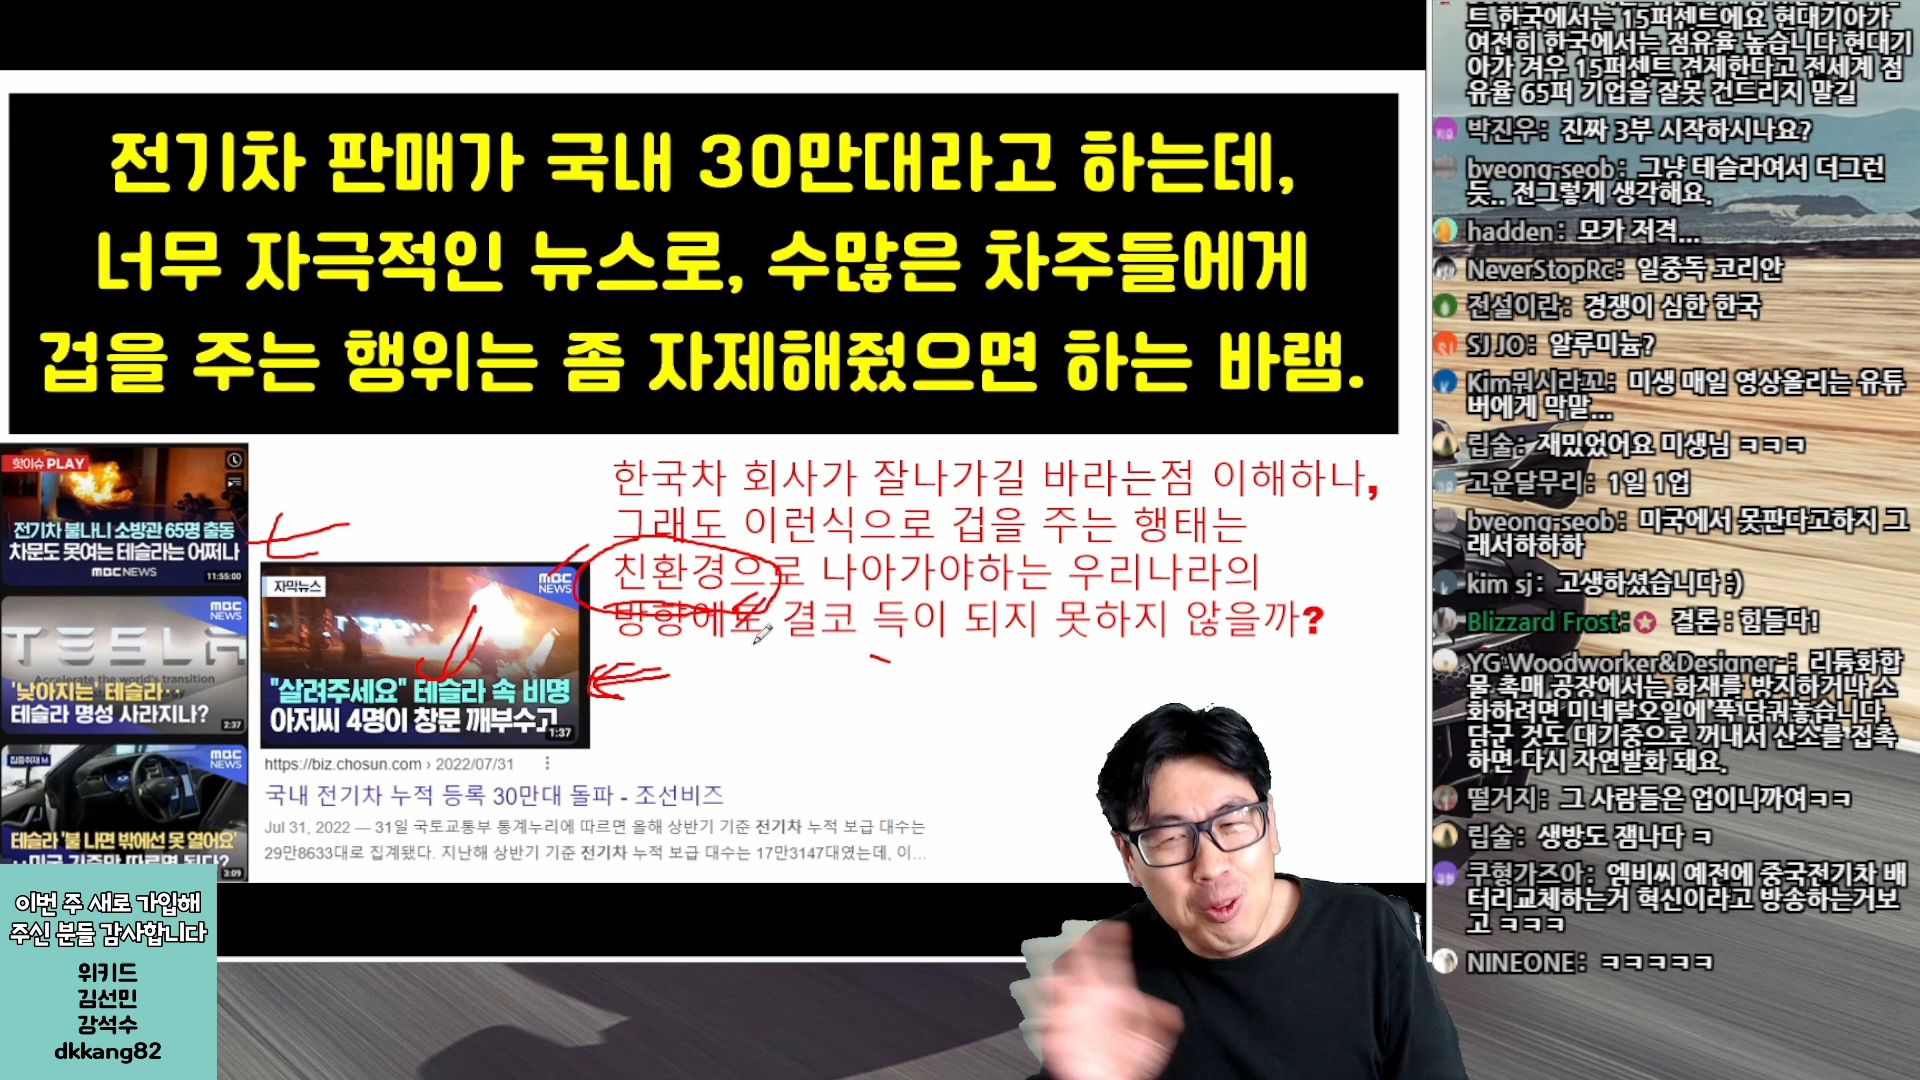 전기차 판매가 국내 30만대라고 하는데,
너무 자극적인 뉴스로, 수많은 차주들에게
겁을 주는 행위는 좀 자제해줬으면 하는 바램.
핫이슈 PLAY
전기차 불나니 소방관 65명 출동
차문도 못여는 테슬라는 어쩌나
MBC NEWS
11:55:00
MBC NEWS
TESLA
Accelerate the world's transition
'낮아지는' 테슬라··
테슬라 명성 사라지나?
2:37
집중취재 M
MBC NEWS
테슬라 '불 나면 밖에선 못 열어요'
3:09
자막뉴스
MBC NEWS
"살려주세요" 테슬라 속 비명
아저씨 4명이 창문 깨부수고
1:37
한국차 회사가 잘나가길 바라는점 이해하나,
그래도 이런식으로 겁을 주는 행태는
친환경으로 나아가야하는 우리나라의
방향에도 결코 득이 되지 못하지 않을까?
https://biz.chosun.com › 2022/07/31
국내 전기차 누적 등록 30만대 돌파 - 조선비즈
Jul 31, 2022 — 31일 국토교통부 통계누리에 따르면 올해 상반기 기준 전기차 누적 보급 대수는
29만8633대로 집계됐다. 지난해 상반기 기준 전기차 누적 보급 대수는 17만3147대였는데, 이...
이번 주 새로 가입해
주신 분들 감사합니다
위키드
김선민
강석수
dkkang82
트 한국에서는 15퍼센트에요 현대기아가
여전히 한국에서는 점유율 높습니다 현대기
아가 겨우 15퍼센트 견제한다고 전세계 점
유율 65퍼 기업을 잘못 건드리지 말길
박진우: 진짜 3부 시작하시나요?
byeong-seob: 그냥 테슬라여서 더그런
듯.. 전그렇게 생각해요.
hadden: 모카 저격...
NeverStopRc: 일중독 코리안
전설이란: 경쟁이 심한 한국
SJ JO: 알루미늄?
Kim뭐시라꼬: 미생 매일 영상올리는 유튜
버에게 막말...
립술: 재밌었어요 미생님 ㅋㅋㅋ
고운달무리: 1일 1업
byeong-seob: 미국에서 못판다고하지 그
래서하하하
kim sj: 고생하셨습니다 :)
Blizzard Frost: 결론 : 힘들다!
YG Woodworker&Designer : 리튬화합
물 촉매 공장에서는 화재를 방지하거나 소
화하려면 미네랄오일에 푹 담궈놓습니다.
담군 것도 대기중으로 꺼내서 산소를 접촉
하면 다시 자연발화 돼요.
떨거지: 그 사람들은 업이니까여ㅋㅋ
립술: 생방도 잼나다 ㅋ
쿠형가즈아: 엠비씨 예전에 중국전기차 배
터리교체하는거 혁신이라고 방송하는거보
고 ㅋㅋㅋ
NINEONE: ㅋㅋㅋㅋㅋ